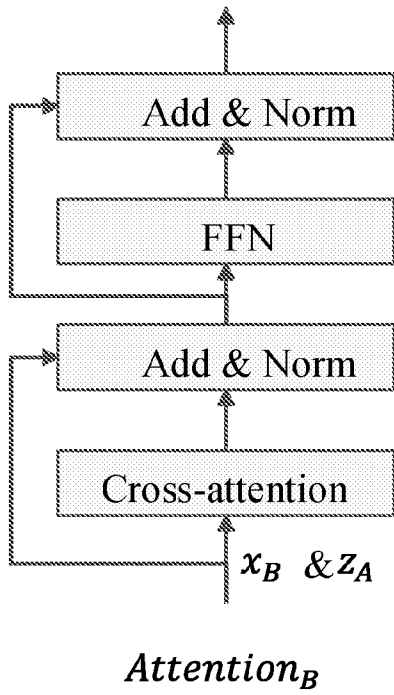 Add & Norm
FFN
Add & Norm
Cross-attention
x_B & z_A
Attention_B